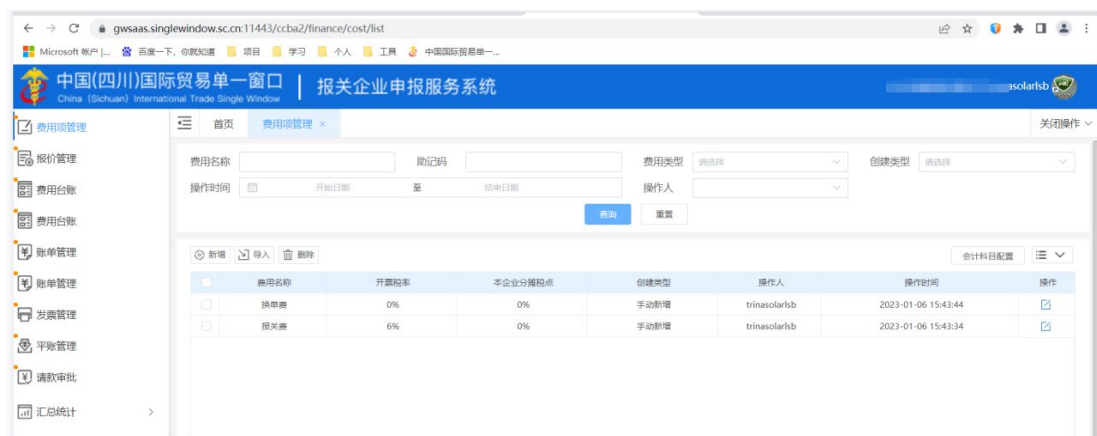 gwsaas.singlewindow.sc.cn:11443/ccba2/finance/cost/list
Microsoft 帐户 |... 百度一下，你就知道 项目 学习 个人 工具 中国国际贸易单一...
中国(四川)国际贸易单一窗口 报关企业申报服务系统
China (Sichuan) International Trade Single Window
asolarlsb
费用项管理 首页 费用项管理 × 关闭操作
报价管理
费用台账
费用台账
账单管理
账单管理
发票管理
平账管理
请款审批
汇总统计
费用名称 助记码 费用类型 请选择 创建类型 请选择
操作时间 开始日期 至 结束日期 操作人
查询 重置
新增 导入 删除 会计科目配置
费用名称 开票税率 本企业分摊税点 创建类型 操作人 操作时间 操作
换单费 0% 0% 手动新增 trinasolarlsb 2023-01-06 15:43:44
报关费 6% 0% 手动新增 trinasolarlsb 2023-01-06 15:43:34